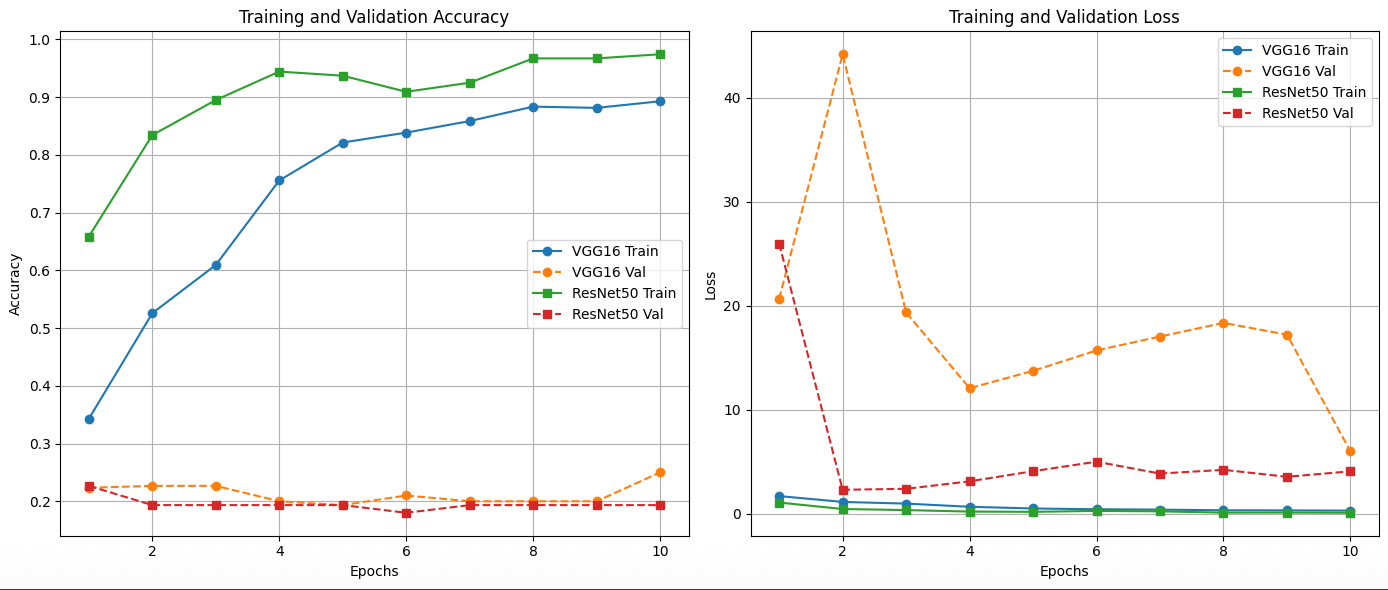 Training and Validation Accuracy
1.0
0.9
0.8
0.7
0.6
0.5
0.4
0.3
0.2
Accuracy
VGG16 Train
VGG16 Val
ResNet50 Train
ResNet50 Val
2 4 6 8 10
Epochs
Training and Validation Loss
40
30
20
10
0
Loss
VGG16 Train
VGG16 Val
ResNet50 Train
ResNet50 Val
2 4 6 8 10
Epochs